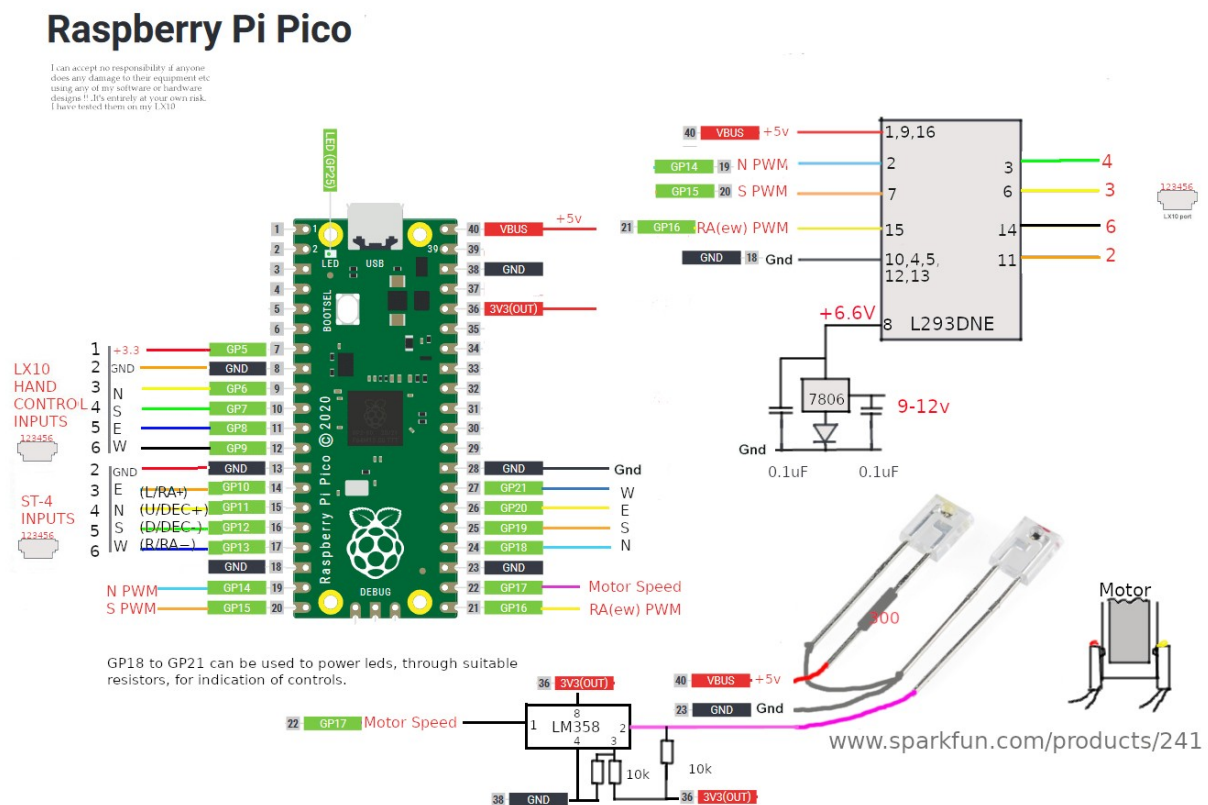 Raspberry Pi Pico
I can accept no responsibility if anyone
does any damage to their equipment etc
using any of my software or hardware
designs !! .It's entirely at your own risk.
I have tested them on my LX10
LED (GP25)
1
2
LED
USB
39
BOOTSEL
Raspberry Pi Pico © 2020
DEBUG
1
2
3
4
5
6
1 +3.3 GP5 7
2 GND GND 8
3 N GP6 9
4 S GP7 10
5 E GP8 11
6 W GP9 12
LX10
HAND
CONTROL
INPUTS
123456
2 GND GND 13
3 E (L/RA+) GP10 14
4 N (U/DEC+) GP11 15
5 S (D/DEC-) GP12 16
6 W (R/RA-) GP13 17
ST-4
INPUTS
123456
GND 18
N PWM GP14 19
S PWM GP15 20
40 VBUS +5v
39
38 GND
37
36 3V3(OUT)
35
34
33
32
31
30
29
28 GND Gnd
27 GP21 W
26 GP20 E
25 GP19 S
24 GP18 N
23 GND
22 GP17 Motor Speed
21 GP16 RA(ew) PWM
GP18 to GP21 can be used to power leds, through suitable
resistors, for indication of controls.
40 VBUS +5v 1,9,16
GP14 19 N PWM 2
GP15 20 S PWM 7
21 GP16 RA(ew) PWM 15
GND 18 Gnd 10,4,5,
12,13
3 4
6 3
14 6
11 2
123456
LX10 port
+6.6V 8 L293DNE
7806
9-12v
Gnd
0.1uF 0.1uF
300
Motor
40 VBUS +5v
23 GND Gnd
36 3V3(OUT)
22 GP17 Motor Speed
1 8 LM358 2
4 3
10k
10k
38 GND
36 3V3(OUT)
www.sparkfun.com/products/241